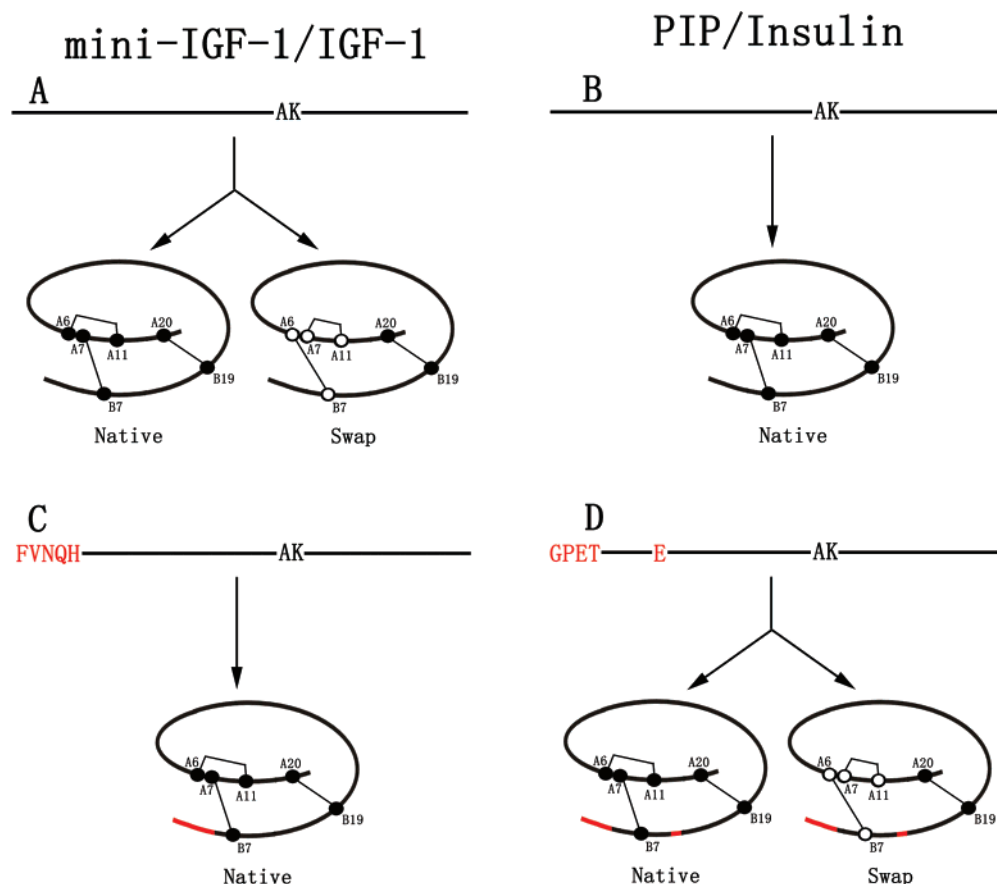 mini-IGF-1/IGF-1
PIP/Insulin
A
AK
B
AK
A6
A7
A11
A20
B19
B7
Native
A6
A7
A11
A20
B19
B7
Swap
A6
A7
A11
A20
B19
B7
Native
C
FVNQH
AK
D
GPET
E
AK
A6
A7
A11
A20
B19
B7
Native
A6
A7
A11
A20
B19
B7
Native
A6
A7
A11
A20
B19
B7
Swap